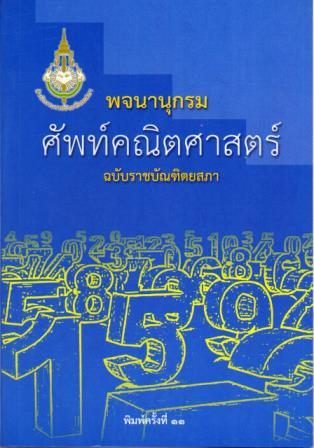 พจนานุกรม
ศัพท์คณิตศาสตร์
ฉบับราชบัณฑิตยสภา
พิมพ์ครั้งที่ ๑๑